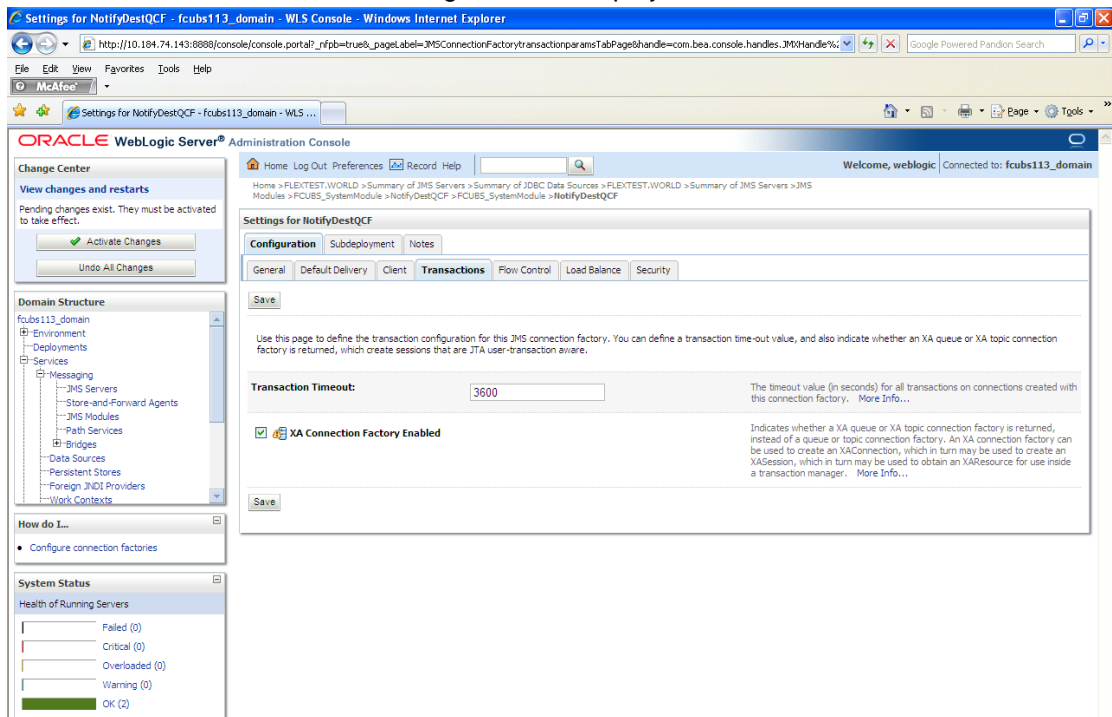 Settings for NotifyDestQCF - fcubs113_domain - WLS Console - Windows Internet Explorer
http://10.184.74.143:8888/console/console.portal?_nfpb=true&_pageLabel=JMSConnectionFactorytransactionparamsTabPage&handle=com.bea.console.handles.JMXHandle%:
Google Powered Pandion Search
File Edit View Favorites Tools Help
McAfee
Settings for NotifyDestQCF - fcubs113_domain - WLS ...
Page Tools
ORACLE WebLogic Server® Administration Console
Change Center
View changes and restarts
Pending changes exist. They must be activated
to take effect.
Activate Changes
Undo All Changes
Domain Structure
fcubs113_domain
Environment
Deployments
Services
Messaging
JMS Servers
Store-and-Forward Agents
JMS Modules
Path Services
Bridges
Data Sources
Persistent Stores
Foreign JNDI Providers
Work Contexts
How do I...
Configure connection factories
System Status
Health of Running Servers
Failed (0)
Critical (0)
Overloaded (0)
Warning (0)
OK (2)
Home Log Out Preferences Record Help
Welcome, weblogic Connected to: fcubs113_domain
Home >FLEXTEST.WORLD >Summary of JMS Servers >Summary of JDBC Data Sources >FLEXTEST.WORLD >Summary of JMS Servers >JMS
Modules >FCUBS_SystemModule >NotifyDestQCF >FCUBS_SystemModule >NotifyDestQCF
Settings for NotifyDestQCF
Configuration Subdeployment Notes
General Default Delivery Client Transactions Flow Control Load Balance Security
Save
Use this page to define the transaction configuration for this JMS connection factory. You can define a transaction time-out value, and also indicate whether an XA queue or XA topic connection
factory is returned, which create sessions that are JTA user-transaction aware.
Transaction Timeout:
3600
The timeout value (in seconds) for all transactions on connections created with
this connection factory. More Info...
XA Connection Factory Enabled
Indicates whether a XA queue or XA topic connection factory is returned,
instead of a queue or topic connection factory. An XA connection factory can
be used to create an XAConnection, which in turn may be used to create an
XASession, which in turn may be used to obtain an XAResource for use inside
a transaction manager. More Info...
Save